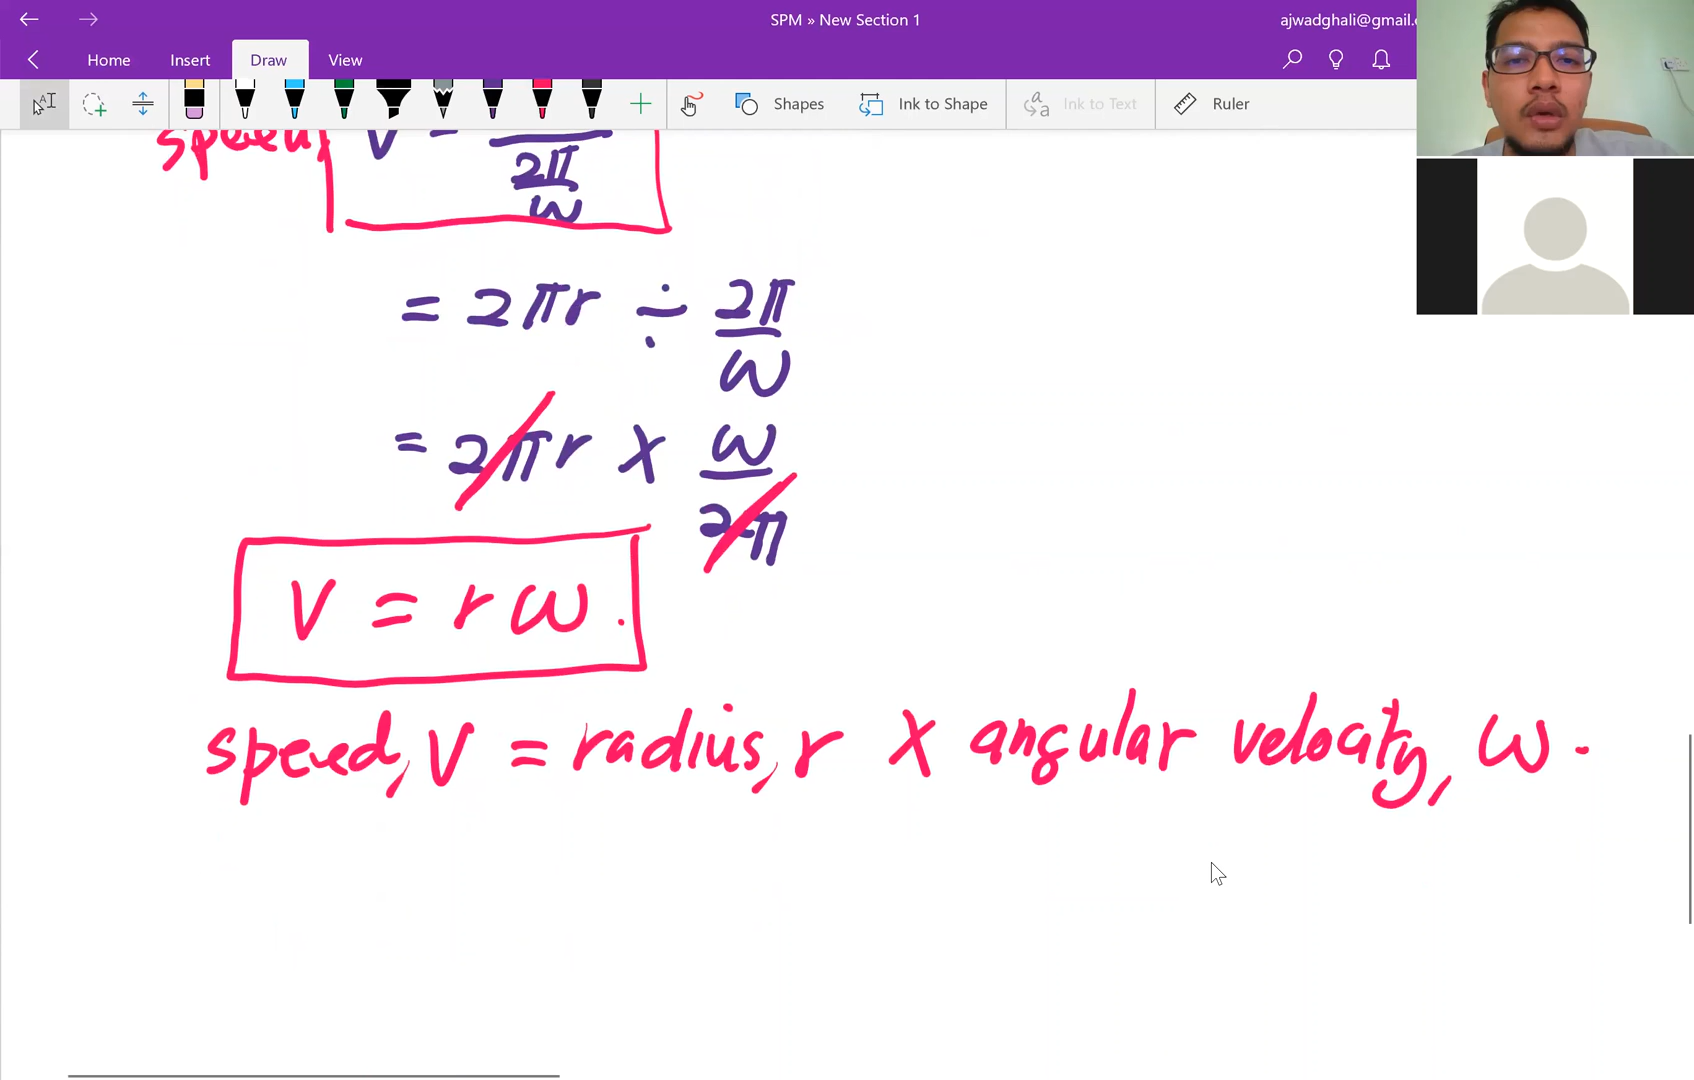 SPM » New Section 1
ajwadghali@gmail.c
Home Insert Draw View
Shapes Ink to Shape Ink to Text Ruler
speed, V =
2π
ω
= 2πr ÷ 2π
ω
= 2πr × ω
2π
V = rω.
speed, V = radius, r × angular velocity, ω.